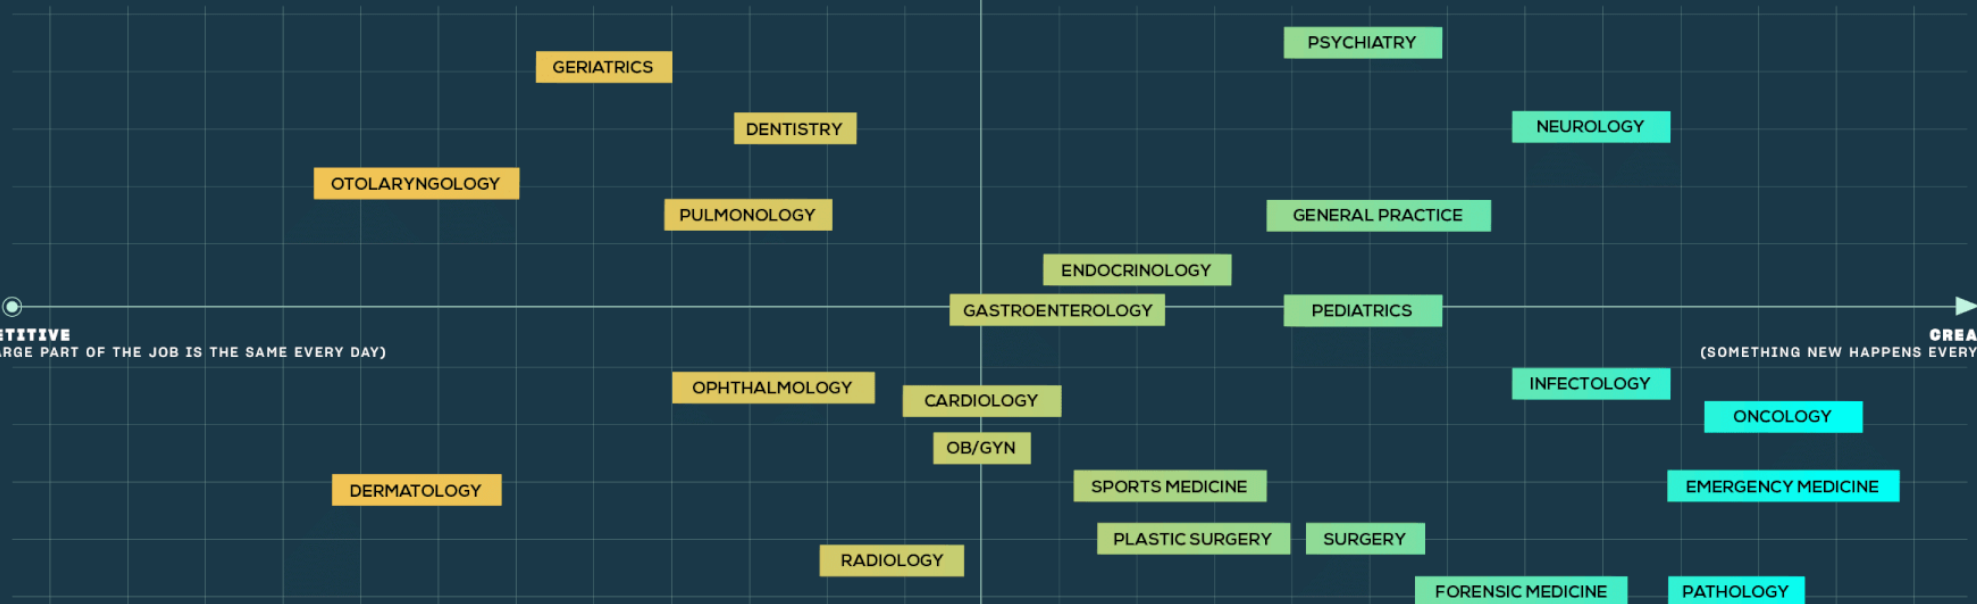 PSYCHIATRY
GERIATRICS
DENTISTRY
NEUROLOGY
OTOLARYNGOLOGY
PULMONOLOGY
GENERAL PRACTICE
ENDOCRINOLOGY
GASTROENTEROLOGY
PEDIATRICS
ETITIVE
ARGE PART OF THE JOB IS THE SAME EVERY DAY)
CREA
(SOMETHING NEW HAPPENS EVERY
OPHTHALMOLOGY
CARDIOLOGY
INFECTOLOGY
ONCOLOGY
OB/GYN
DERMATOLOGY
SPORTS MEDICINE
EMERGENCY MEDICINE
PLASTIC SURGERY
SURGERY
RADIOLOGY
FORENSIC MEDICINE
PATHOLOGY